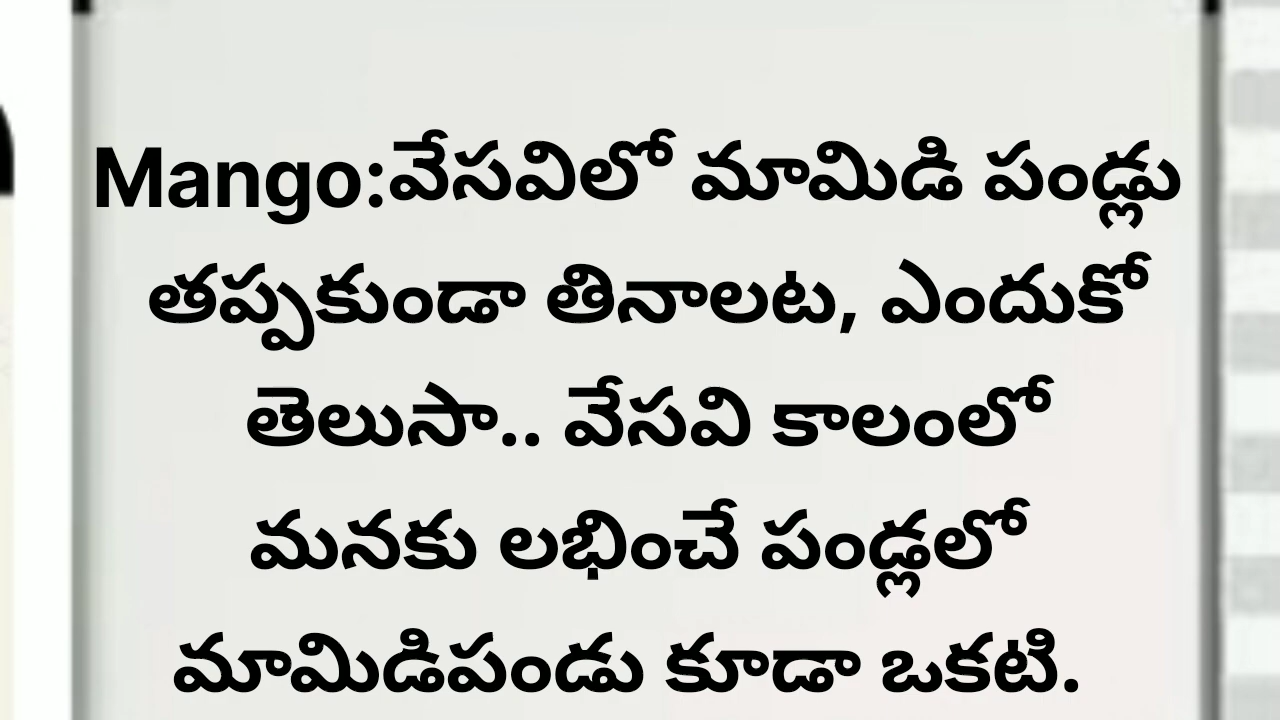 Mango:వేసవిలో మామిడి పండ్లు
తప్పకుండా తినాలట, ఎందుకో
తెలుసా.. వేసవి కాలంలో
మనకు లభించే పండ్లలో
మామిడిపండు కూడా ఒకటి.